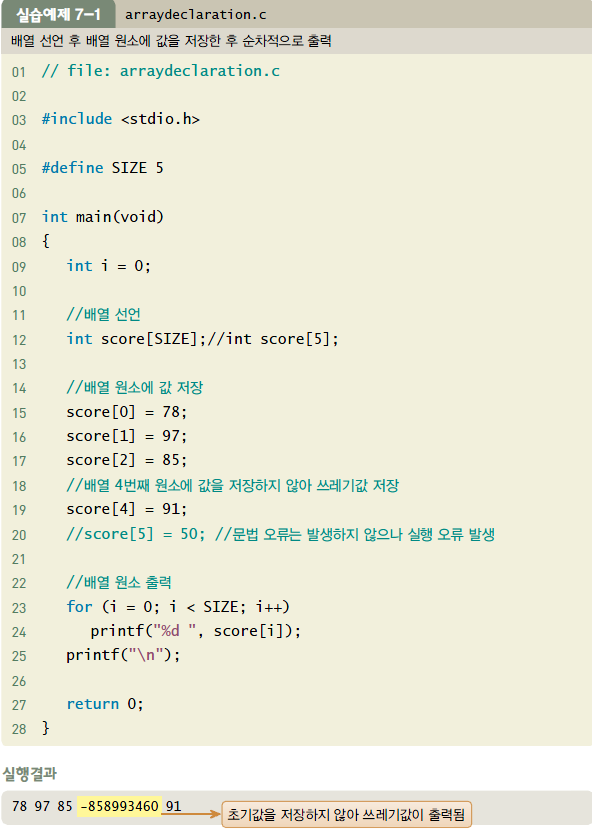 실습예제 7-1 arraydeclaration.c
배열 선언 후 배열 원소에 값을 저장한 후 순차적으로 출력
01 // file: arraydeclaration.c
02
03 #include <stdio.h>
04
05 #define SIZE 5
06
07 int main(void)
08 {
09 int i = 0;
10
11 //배열 선언
12 int score[SIZE];//int score[5];
13
14 //배열 원소에 값 저장
15 score[0] = 78;
16 score[1] = 97;
17 score[2] = 85;
18 //배열 4번째 원소에 값을 저장하지 않아 쓰레기값 저장
19 score[4] = 91;
20 //score[5] = 50; //문법 오류는 발생하지 않으나 실행 오류 발생
21
22 //배열 원소 출력
23 for (i = 0; i < SIZE; i++)
24 printf("%d ", score[i]);
25 printf("\n");
26
27 return 0;
28 }
실행결과
78 97 85 -858993460 91
초기값을 저장하지 않아 쓰레기값이 출력됨